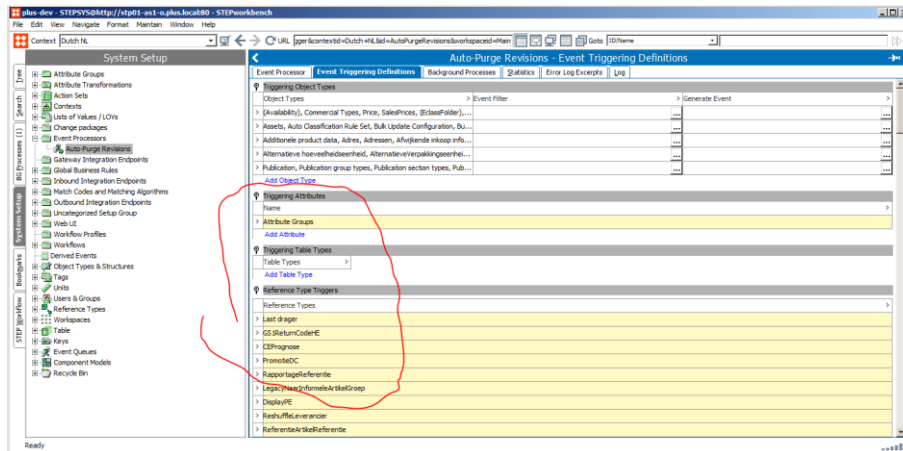 plus-dev - STEPSYS@http://stp01-as1-o.plus.local:80 - STEPworkbench
File Edit View Navigate Format Maintain Window Help
Context Dutch NL URL gger&contextid=Dutch+NL&id=AutoPurgeRevisions&workspaceid=Main Goto ID/Name
System Setup
Auto-Purge Revisions - Event Triggering Definitions
Tree
Search
BG Processes (1)
System Setup
Bookmarks
STEP Workflow
Attribute Groups
Attribute Transformations
Action Sets
Contexts
Lists of Values / LOVs
Change packages
Event Processors
Auto-Purge Revisions
Gateway Integration Endpoints
Global Business Rules
Inbound Integration Endpoints
Match Codes and Matching Algorithms
Outbound Integration Endpoints
Uncategorized Setup Group
Web UI
Workflow Profiles
Workflows
Derived Events
Object Types & Structures
Tags
Units
Users & Groups
Reference Types
Workspaces
Table
Keys
Event Queues
Component Models
Recycle Bin
Event Processor Event Triggering Definitions Background Processes Statistics Error Log Excerpts Log
Triggering Object Types
Object Types > Event Filter > Generate Event >
> (Availability), Commercial Types, Price, SalesPrices, (EclassFolder),... ... ...
> Assets, Auto Classification Rule Set, Bulk Update Configuration, Bu... ... ...
> Additionele product data, Adres, Adressen, Afwijkende inkoop info... ... ...
> Alternatieve hoeveelheidseenheid, AlternatieveVerpakkingseenhei... ... ...
> Publication, Publication group types, Publication section types, Pub... ... ...
Add Object Type
Triggering Attributes
Name >
> Attribute Groups
Add Attribute
Triggering Table Types
Table Types >
Add Table Type
Reference Type Triggers
Reference Types >
> Last drager
> GS1ReturnCodeHE
> CEPrognose
> PromotieDC
> RapportageReferentie
> LegacyNaarInformeleArtikelGroep
> DisplayPE
> ReshuffleLeverancier
> ReferentieArtikelReferentie
Ready